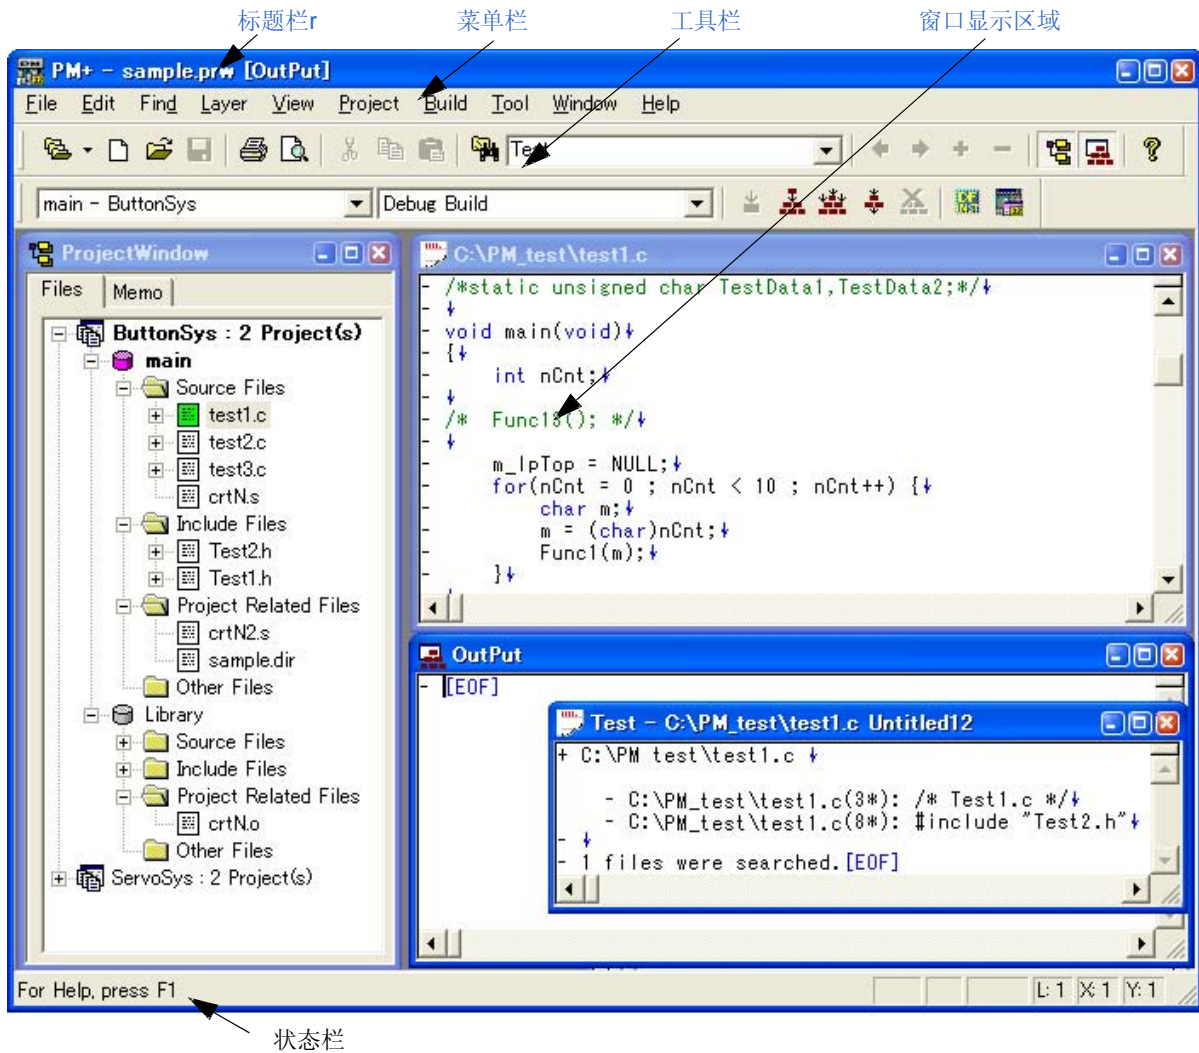 标题栏r 菜单栏 工具栏 窗口显示区域
PM+ - sample.prw [OutPut]
File Edit Find Layer View Project Build Tool Window Help
Test
main - ButtonSys Debug Build
ProjectWindow
Files Memo
ButtonSys : 2 Project(s)
main
Source Files
test1.c
test2.c
test3.c
crtN.s
Include Files
Test2.h
Test1.h
Project Related Files
crtN2.s
sample.dir
Other Files
Library
Source Files
Include Files
Project Related Files
crtN.o
Other Files
ServoSys : 2 Project(s)
C:\PM_test\test1.c
- /*static unsigned char TestData1,TestData2;*/↓
- ↓
- void main(void)↓
- {↓
- int nCnt;↓
- ↓
- /* Func13(); */↓
- ↓
- m_lpTop = NULL;↓
- for(nCnt = 0 ; nCnt < 10 ; nCnt++) {↓
- char m;↓
- m = (char)nCnt;↓
- Func1(m);↓
- }↓
OutPut
- [EOF]
Test - C:\PM_test\test1.c Untitled12
+ C:\PM test\test1.c ↓
- C:\PM_test\test1.c(3*): /* Test1.c */↓
- C:\PM_test\test1.c(8*): #include "Test2.h"↓
- ↓
- 1 files were searched.[EOF]
For Help, press F1 L: 1 X: 1 Y: 1
状态栏